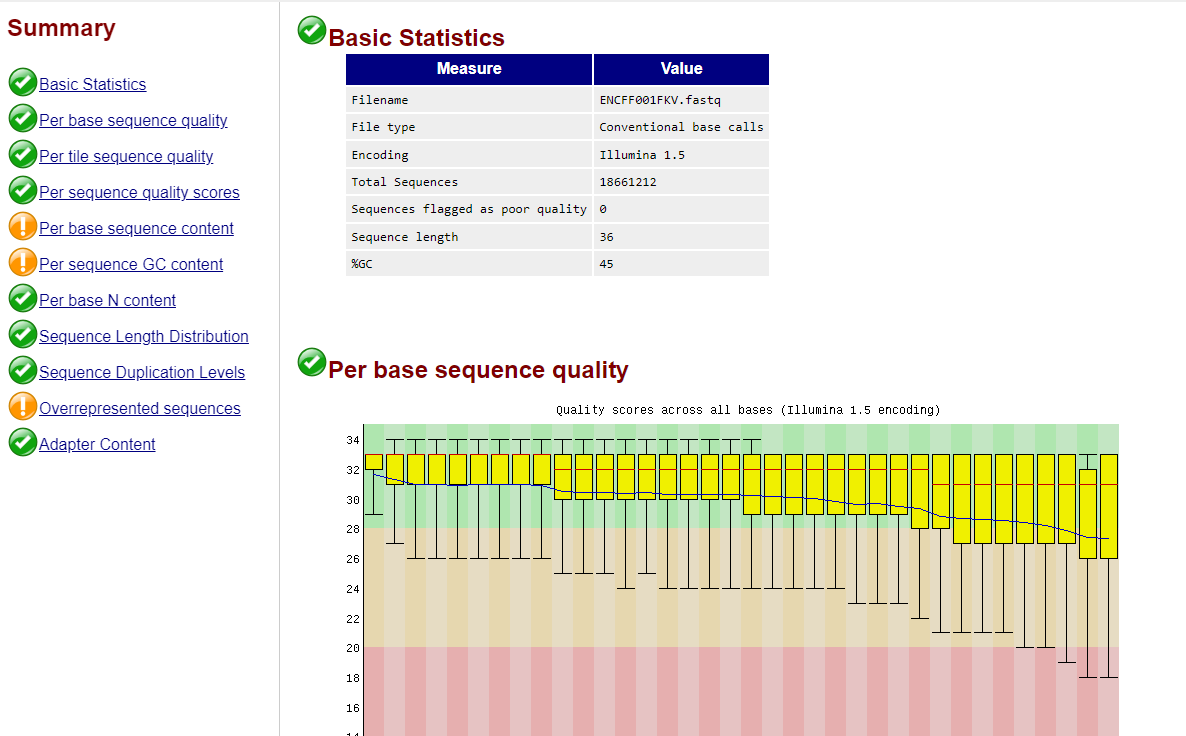 Summary
Basic Statistics
Per base sequence quality
Per tile sequence quality
Per sequence quality scores
Per base sequence content
Per sequence GC content
Per base N content
Sequence Length Distribution
Sequence Duplication Levels
Overrepresented sequences
Adapter Content
Basic Statistics
Measure Value
Filename ENCFF001FKV.fastq
File type Conventional base calls
Encoding Illumina 1.5
Total Sequences 18661212
Sequences flagged as poor quality 0
Sequence length 36
%GC 45
Per base sequence quality
Quality scores across all bases (Illumina 1.5 encoding)
34
32
30
28
26
24
22
20
18
16
14